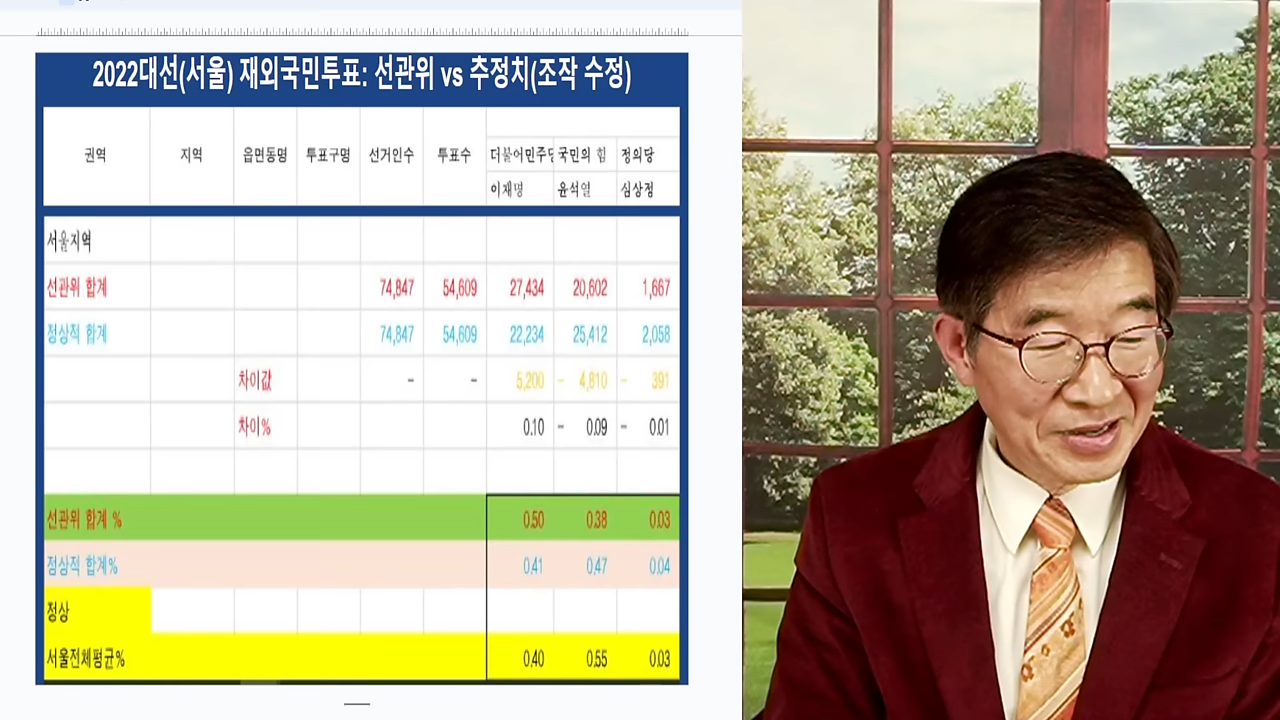 2022대선(서울) 재외국민투표: 선관위 vs 추정치(조작 수정)
권역 지역 읍면동명 투표구명 선거인수 투표수 더불어민주당 국민의 힘 정의당
이재명 윤석열 심상정
서울지역
선관위 합계 74,847 54,609 27,434 20,602 1,667
정상적 합계 74,847 54,609 22,234 25,412 2,058
차이값 - - 5,200 - 4,810 - 391
차이% 0.10 - 0.09 - 0.01
선관위 합계 % 0.50 0.38 0.03
정상적 합계% 0.41 0.47 0.04
정상
서울전체평균% 0.40 0.55 0.03